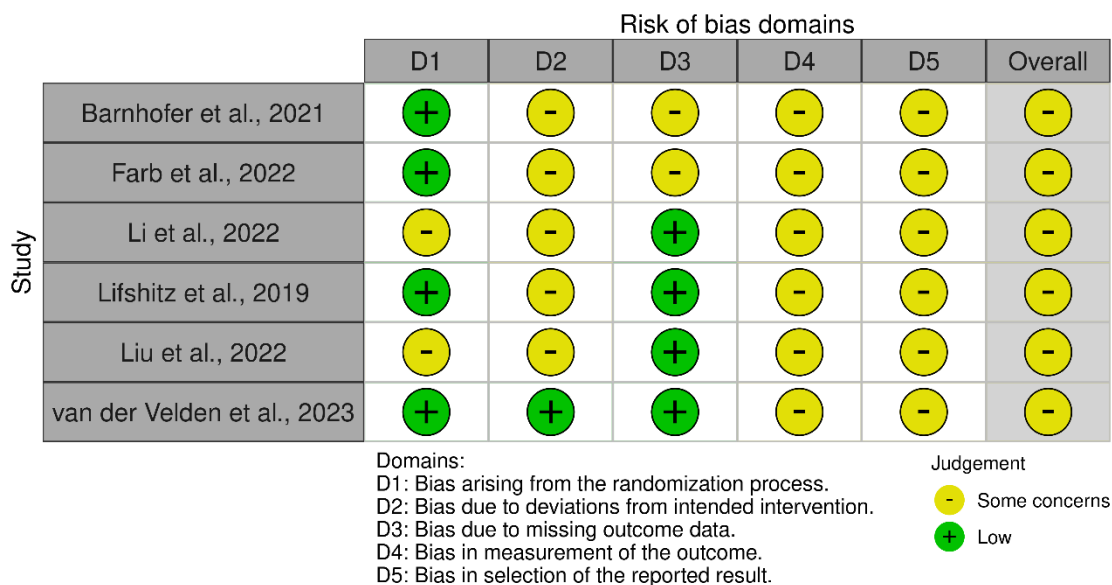 Risk of bias domains
D1 D2 D3 D4 D5 Overall
Study
Barnhofer et al., 2021 + - - - - -
Farb et al., 2022 + - - - - -
Li et al., 2022 - - + - - -
Lifshitz et al., 2019 + - + - - -
Liu et al., 2022 - - + - - -
van der Velden et al., 2023 + + + - - -
Domains:
D1: Bias arising from the randomization process.
D2: Bias due to deviations from intended intervention.
D3: Bias due to missing outcome data.
D4: Bias in measurement of the outcome.
D5: Bias in selection of the reported result.
Judgement
- Some concerns
+ Low